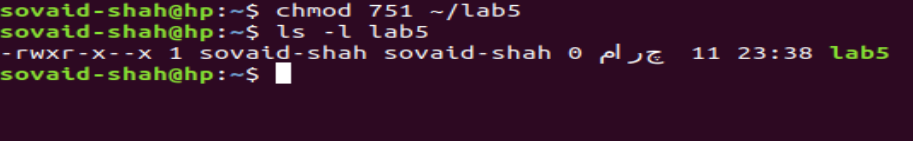 sovaid-shah@hp:~$ chmod 751 ~/lab5
sovaid-shah@hp:~$ ls -l lab5
-rwxr-x--x 1 sovaid-shah sovaid-shah 0 مارچ  11 23:38 lab5
sovaid-shah@hp:~$